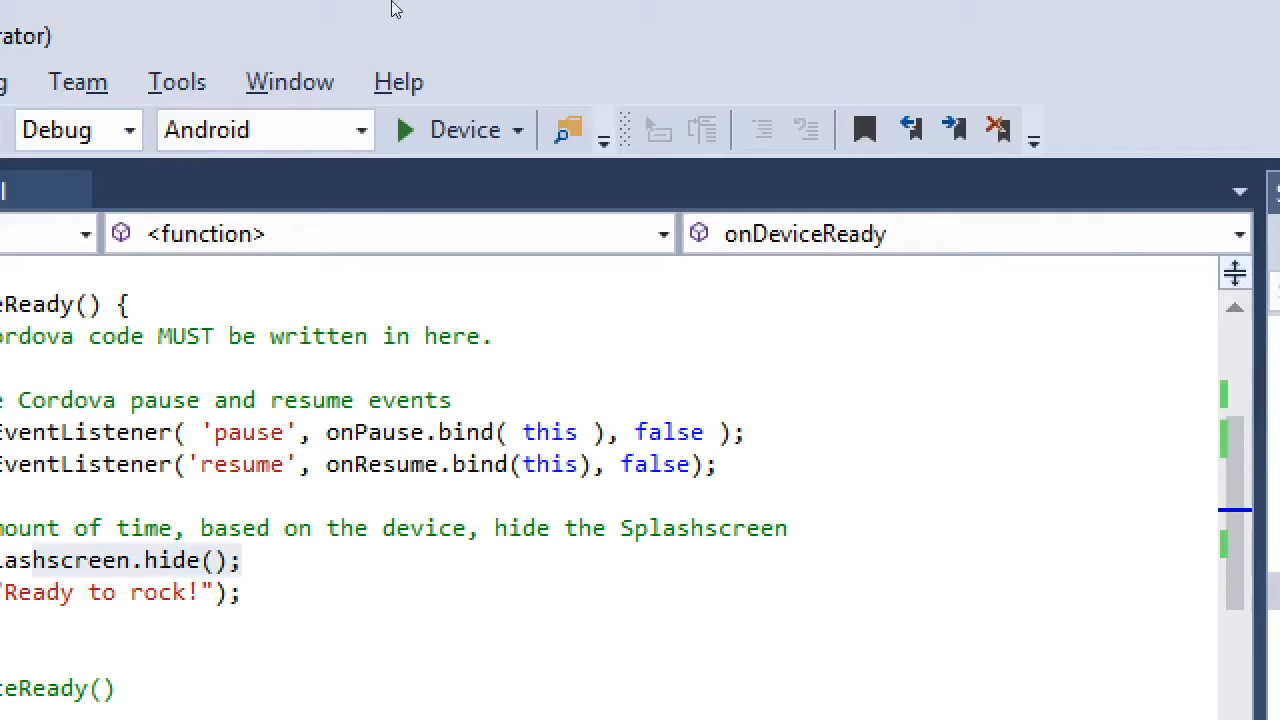 rator)
g Team Tools Window Help
Debug Android Device
l
<function> onDeviceReady
eReady() {
ordova code MUST be written in here.
e Cordova pause and resume events
EventListener( 'pause', onPause.bind( this ), false );
EventListener('resume', onResume.bind(this), false);
mount of time, based on the device, hide the Splashscreen
lashscreen.hide();
"Ready to rock!");
ceReady()